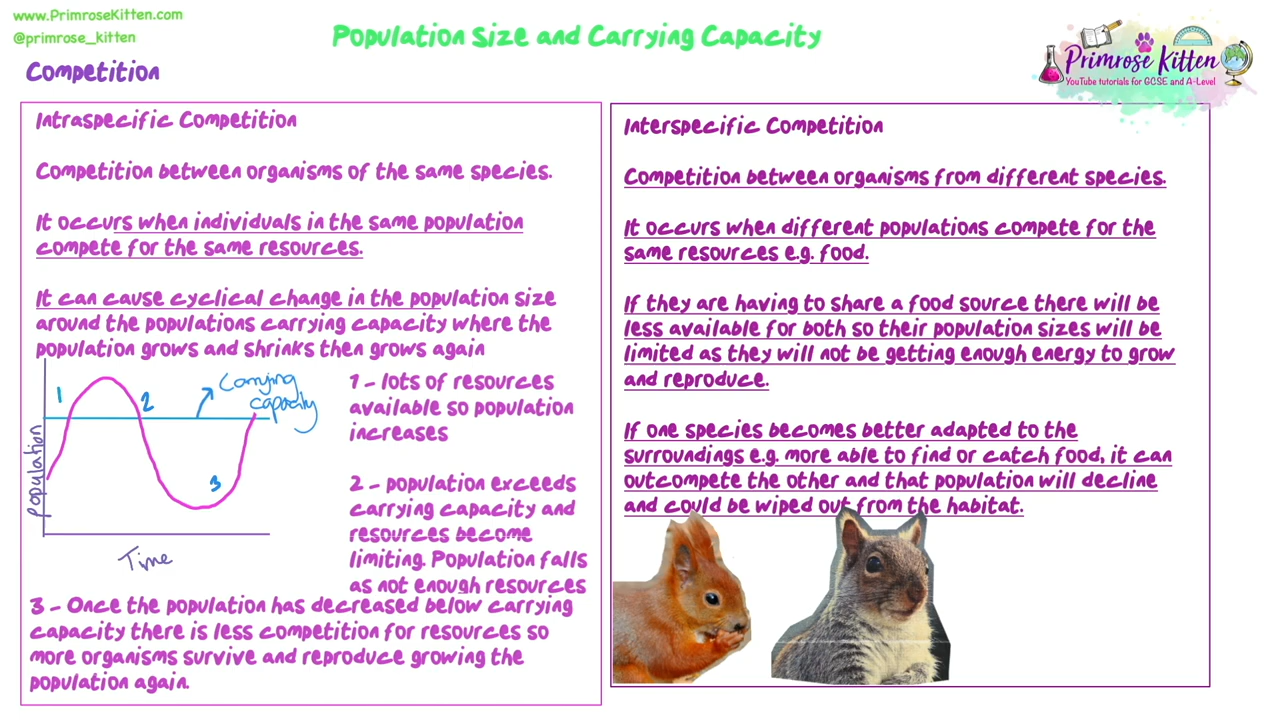 www.PrimroseKitten.com
@primrose_kitten
Population Size and Carrying Capacity
Primrose Kitten
YouTube tutorials for GCSE and A-Level
Competition
Intraspecific Competition
Competition between organisms of the same species.
It occurs when individuals in the same population
compete for the same resources.
It can cause cyclical change in the population size
around the populations carrying capacity where the
population grows and shrinks then grows again
Population
Time
1
2
3
Carrying
capacity
1 - lots of resources
available so population
increases
2 - population exceeds
carrying capacity and
resources become
limiting. Population falls
as not enough resources
3 - Once the population has decreased below carrying
capacity there is less competition for resources so
more organisms survive and reproduce growing the
population again.
Interspecific Competition
Competition between organisms from different species.
It occurs when different populations compete for the
same resources e.g. food.
If they are having to share a food source there will be
less available for both so their population sizes will be
limited as they will not be getting enough energy to grow
and reproduce.
If one species becomes better adapted to the
surroundings e.g. more able to find or catch food, it can
outcompete the other and that population will decline
and could be wiped out from the habitat.